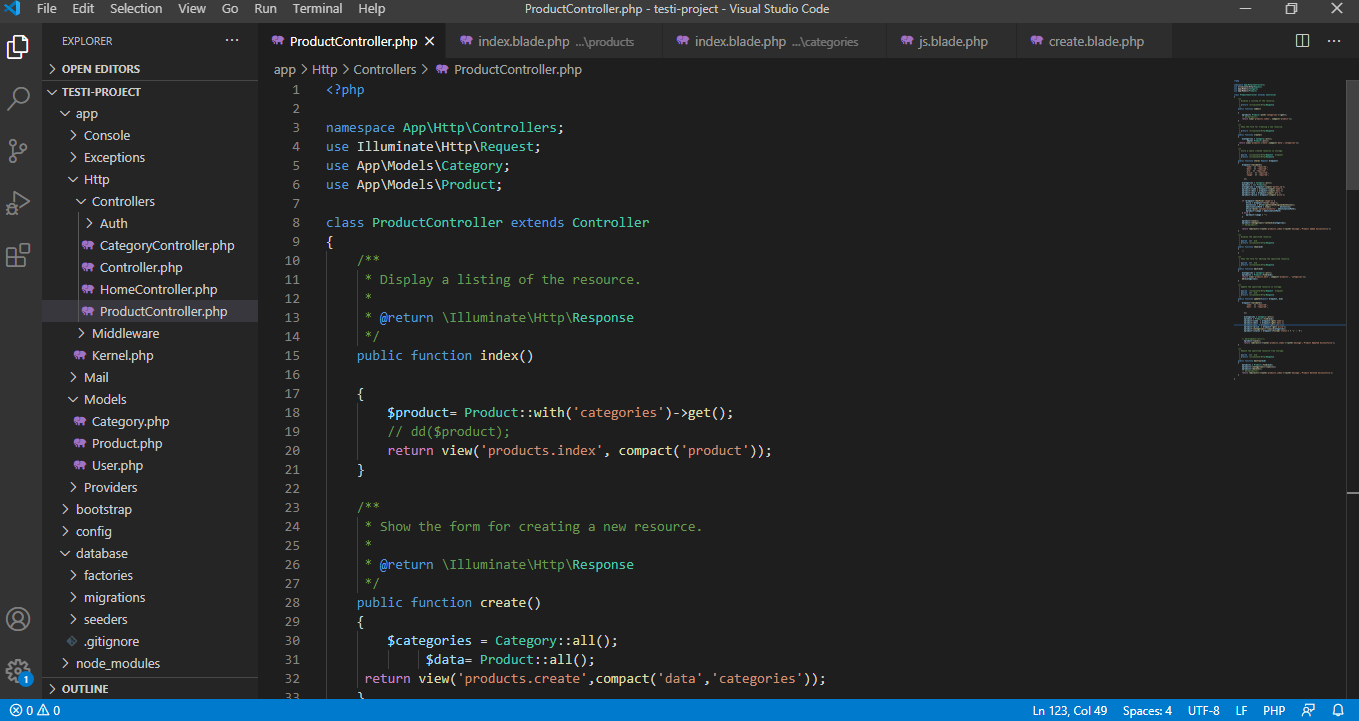 File Edit Selection View Go Run Terminal Help ProductController.php - testi-project - Visual Studio Code
EXPLORER
OPEN EDITORS
TESTI-PROJECT
app
Console
Exceptions
Http
Controllers
Auth
CategoryController.php
Controller.php
HomeController.php
ProductController.php
Middleware
Kernel.php
Mail
Models
Category.php
Product.php
User.php
Providers
bootstrap
config
database
factories
migrations
seeders
.gitignore
node_modules
OUTLINE
1
ProductController.php index.blade.php ...\products index.blade.php ...\categories js.blade.php create.blade.php
app > Http > Controllers > ProductController.php
1 <?php
2
3 namespace App\Http\Controllers;
4 use Illuminate\Http\Request;
5 use App\Models\Category;
6 use App\Models\Product;
7
8 class ProductController extends Controller
9 {
10 /**
11 * Display a listing of the resource.
12 *
13 * @return \Illuminate\Http\Response
14 */
15 public function index()
16
17 {
18 $product= Product::with('categories')->get();
19 // dd($product);
20 return view('products.index', compact('product'));
21 }
22
23 /**
24 * Show the form for creating a new resource.
25 *
26 * @return \Illuminate\Http\Response
27 */
28 public function create()
29 {
30 $categories = Category::all();
31 $data= Product::all();
32 return view('products.create',compact('data','categories'));
33 }
0 0 Ln 123, Col 49 Spaces: 4 UTF-8 LF PHP